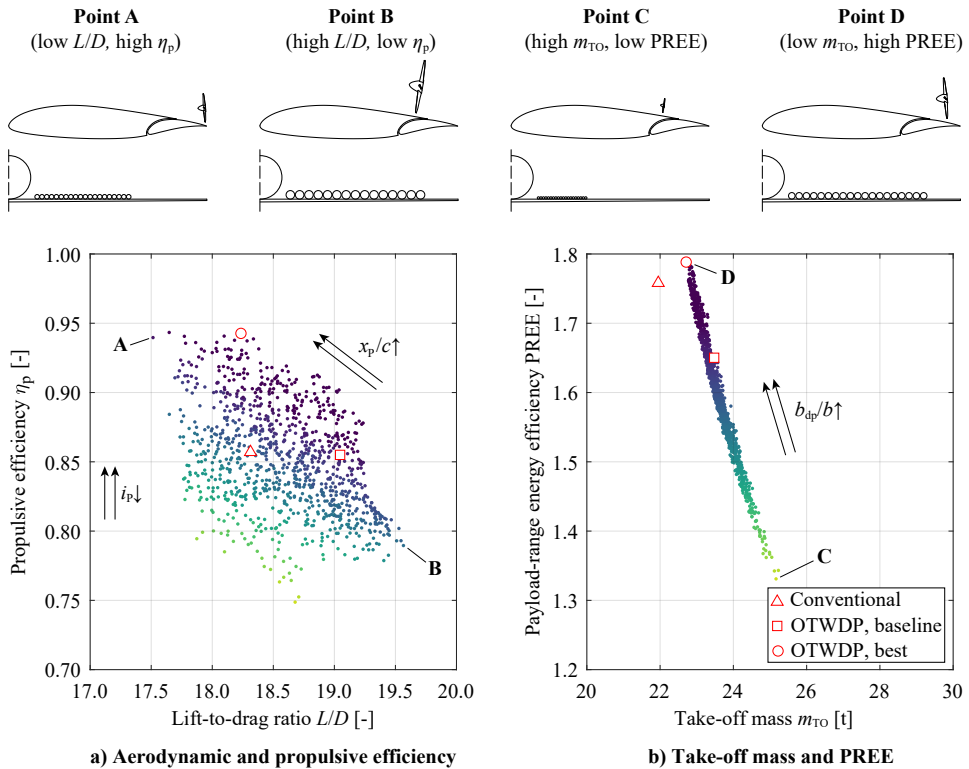 Point A
(low L/D, high ηp)
Point B
(high L/D, low ηp)
Point C
(high mTO, low PREE)
Point D
(low mTO, high PREE)
Propulsive efficiency ηp [-]
1.00
0.95
0.90
0.85
0.80
0.75
0.70
A
xP/c↑
iP↓
B
17.0 17.5 18.0 18.5 19.0 19.5 20.0
Lift-to-drag ratio L/D [-]
a) Aerodynamic and propulsive efficiency
Payload-range energy efficiency PREE [-]
1.8
1.7
1.6
1.5
1.4
1.3
1.2
D
bdp/b↑
C
Conventional
OTWDP, baseline
OTWDP, best
20 22 24 26 28 30
Take-off mass mTO [t]
b) Take-off mass and PREE